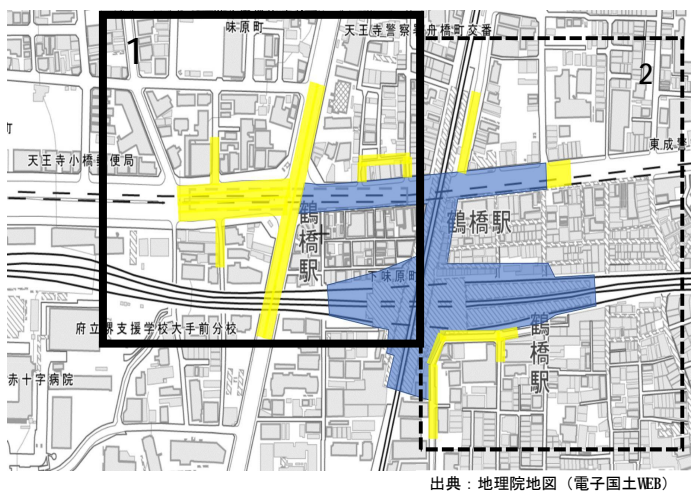 味原町
天王寺警察署舟橋町交番
1
2
町
天王寺小橋郵便局
東成警
鶴橋駅
鶴橋駅
下味原町
府立堺支援学校大手前分校
鶴橋駅
赤十字病院
出典：地理院地図（電子国土WEB）